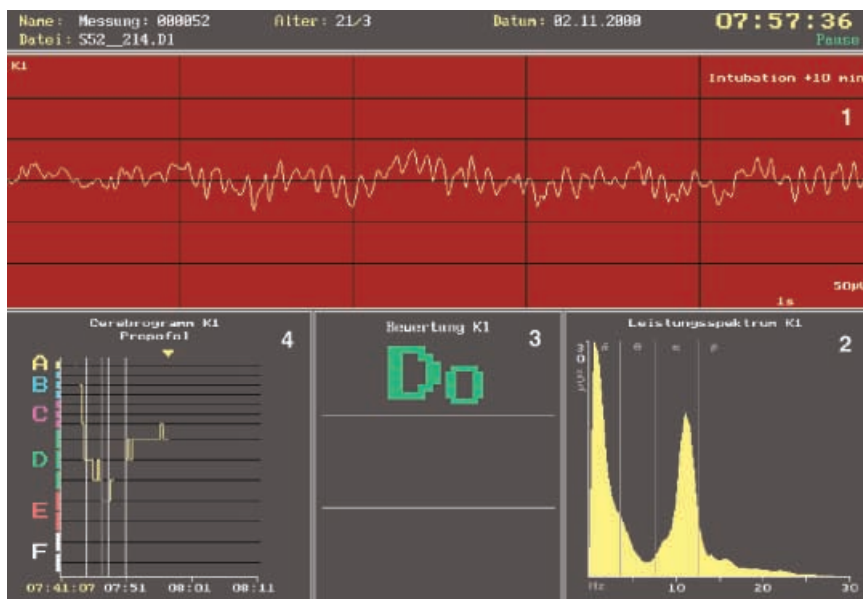 Name: Messung: 000052 Alter: 21/3 Datum: 02.11.2000 07:57:36
Datei: S52__214.D1 Pause
K1
Intubation +10 min
1
50µV
1s
Cerebrogramm K1
Propofol
4
A
B
C
D
E
F
07:41:07 07:51 08:01 08:11
Bewertung K1
3
D0
Leistungsspektrum K1
2
30
δ θ α β
Hz 10 20 30